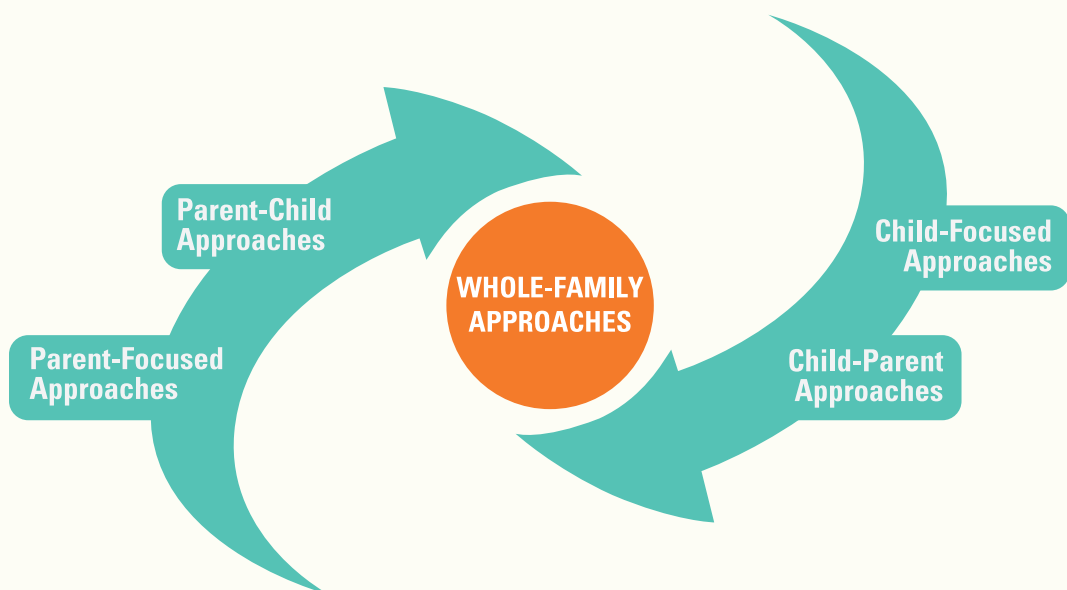 Parent-Child
Approaches
Parent-Focused
Approaches
WHOLE-FAMILY
APPROACHES
Child-Focused
Approaches
Child-Parent
Approaches